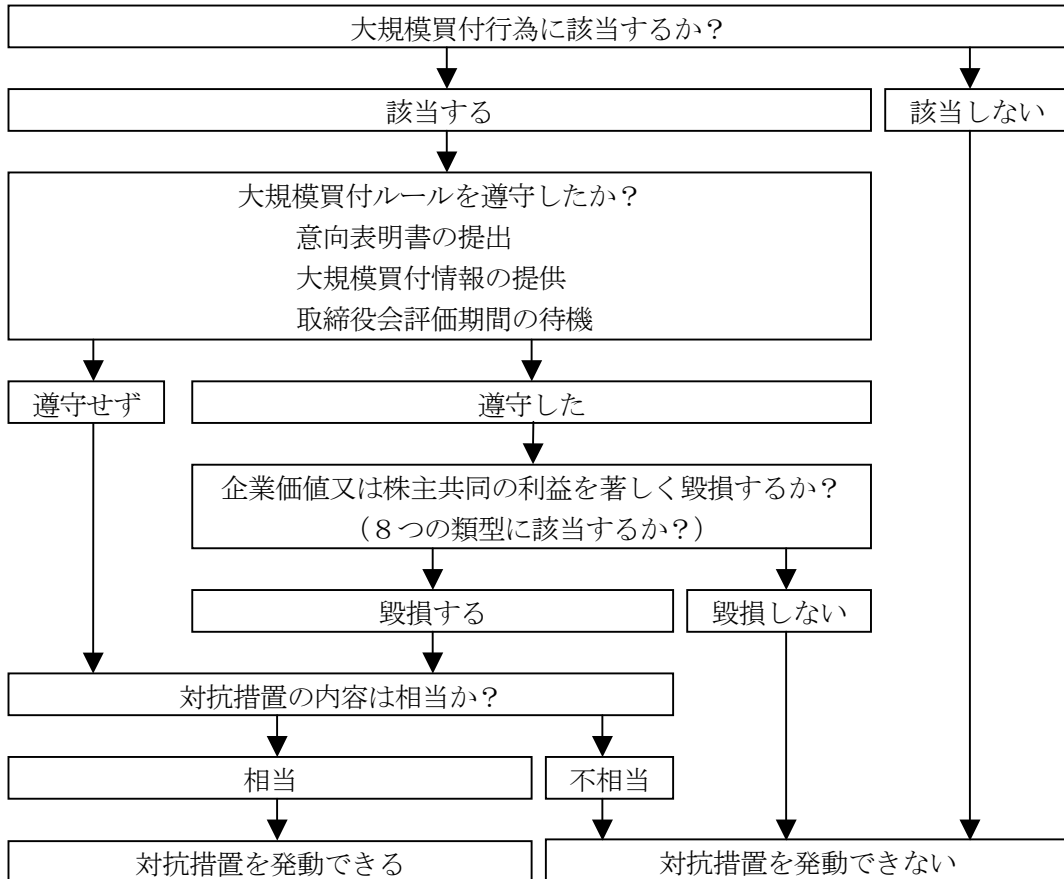 大規模買付行為に該当するか？
該当する
該当しない
大規模買付ルールを遵守したか？
意向表明書の提出
大規模買付情報の提供
取締役会評価期間の待機
遵守せず
遵守した
企業価値又は株主共同の利益を著しく毀損するか？
（８つの類型に該当するか？）
毀損する
毀損しない
対抗措置の内容は相当か？
相当
不相当
対抗措置を発動できる
対抗措置を発動できない